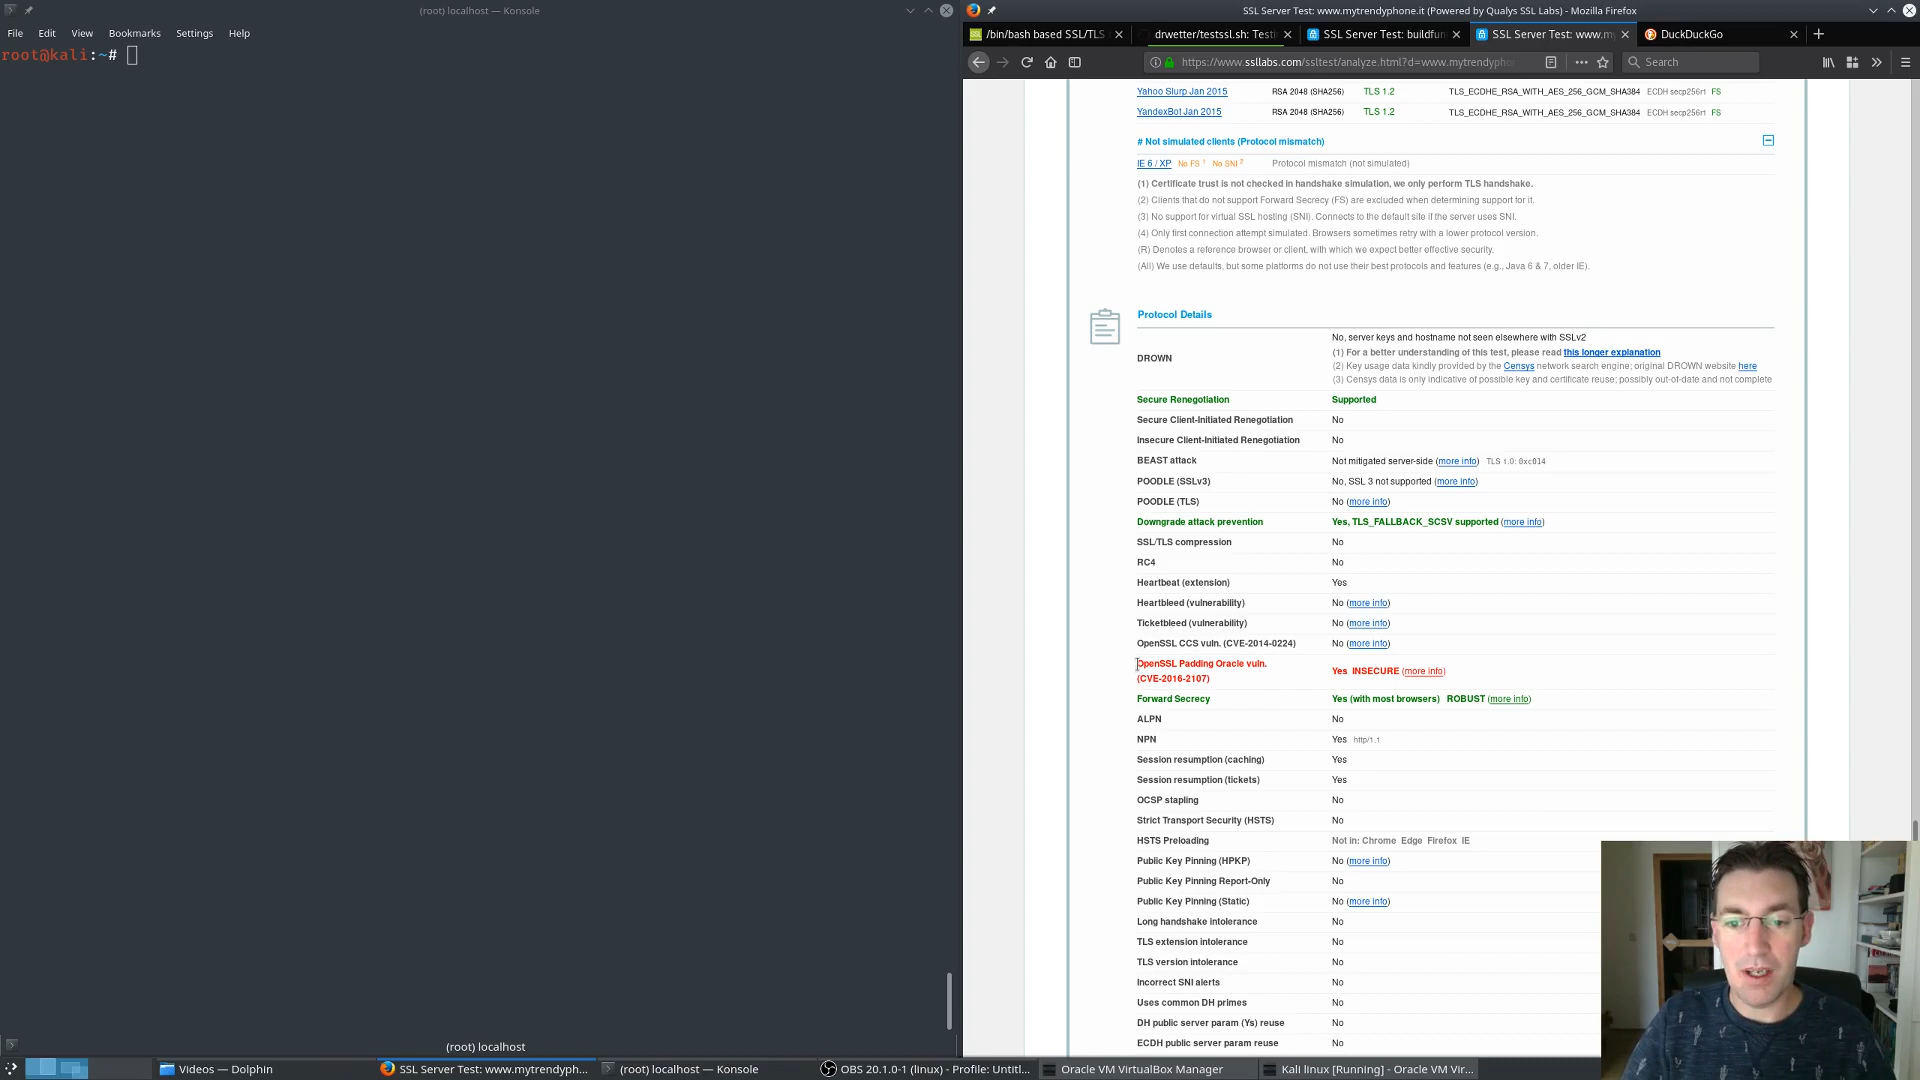 (root) localhost — Konsole
File Edit View Bookmarks Settings Help
root@kali:~#
(root) localhost
SSL Server Test: www.mytrendyphone.it (Powered by Qualys SSL Labs) - Mozilla Firefox
/bin/bash based SSL/TLS
drwetter/testssl.sh: Testi
SSL Server Test: buildfun
SSL Server Test: www.my
DuckDuckGo
https://www.ssllabs.com/ssltest/analyze.html?d=www.mytrendypho
Search
Yahoo Slurp Jan 2015 RSA 2048 (SHA256) TLS 1.2 TLS_ECDHE_RSA_WITH_AES_256_GCM_SHA384 ECDH secp256r1 FS
YandexBot Jan 2015 RSA 2048 (SHA256) TLS 1.2 TLS_ECDHE_RSA_WITH_AES_256_GCM_SHA384 ECDH secp256r1 FS
# Not simulated clients (Protocol mismatch)
IE 6 / XP No FS 1 No SNI 2 Protocol mismatch (not simulated)
(1) Certificate trust is not checked in handshake simulation, we only perform TLS handshake.
(2) Clients that do not support Forward Secrecy (FS) are excluded when determining support for it.
(3) No support for virtual SSL hosting (SNI). Connects to the default site if the server uses SNI.
(4) Only first connection attempt simulated. Browsers sometimes retry with a lower protocol version.
(R) Denotes a reference browser or client, with which we expect better effective security.
(All) We use defaults, but some platforms do not use their best protocols and features (e.g., Java 6 & 7, older IE).
Protocol Details
DROWN
No, server keys and hostname not seen elsewhere with SSLv2
(1) For a better understanding of this test, please read this longer explanation
(2) Key usage data kindly provided by the Censys network search engine; original DROWN website here
(3) Censys data is only indicative of possible key and certificate reuse; possibly out-of-date and not complete
Secure Renegotiation Supported
Secure Client-Initiated Renegotiation No
Insecure Client-Initiated Renegotiation No
BEAST attack Not mitigated server-side (more info) TLS 1.0: 0xc014
POODLE (SSLv3) No, SSL 3 not supported (more info)
POODLE (TLS) No (more info)
Downgrade attack prevention Yes, TLS_FALLBACK_SCSV supported (more info)
SSL/TLS compression No
RC4 No
Heartbeat (extension) Yes
Heartbleed (vulnerability) No (more info)
Ticketbleed (vulnerability) No (more info)
OpenSSL CCS vuln. (CVE-2014-0224) No (more info)
OpenSSL Padding Oracle vuln.
(CVE-2016-2107)
Yes INSECURE (more info)
Forward Secrecy Yes (with most browsers) ROBUST (more info)
ALPN No
NPN Yes http/1.1
Session resumption (caching) Yes
Session resumption (tickets) Yes
OCSP stapling No
Strict Transport Security (HSTS) No
HSTS Preloading Not in: Chrome Edge Firefox IE
Public Key Pinning (HPKP) No (more info)
Public Key Pinning Report-Only No
Public Key Pinning (Static) No (more info)
Long handshake intolerance No
TLS extension intolerance No
TLS version intolerance No
Incorrect SNI alerts No
Uses common DH primes No
DH public server param (Ys) reuse No
ECDH public server param reuse No
Videos — Dolphin
SSL Server Test: www.mytrendyph...
(root) localhost — Konsole
OBS 20.1.0-1 (linux) - Profile: Untitl...
Oracle VM VirtualBox Manager
Kali linux [Running] - Oracle VM Vir...